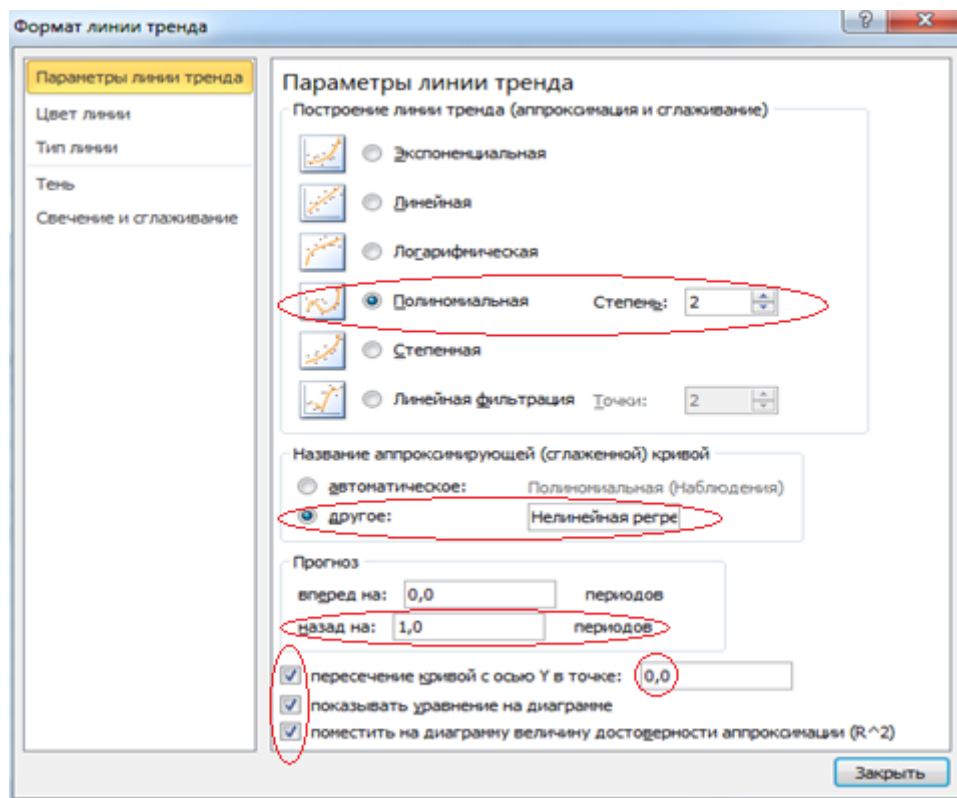 Формат линии тренда
Параметры линии тренда
Цвет линии
Тип линии
Тень
Свечение и сглаживание
Параметры линии тренда
Построение линии тренда (аппроксимация и сглаживание)
Экспоненциальная
Линейная
Логарифмическая
Полиномиальная Степень: 2
Степенная
Линейная фильтрация Точки: 2
Название аппроксимирующей (сглаженной) кривой
автоматическое: Полиномиальная (Наблюдения)
другое: Нелинейная регре
Прогноз
вперед на: 0,0 периодов
назад на: 1,0 периодов
пересечение кривой с осью Y в точке: 0,0
показывать уравнение на диаграмме
поместить на диаграмму величину достоверности аппроксимации (R^2)
Закрыть